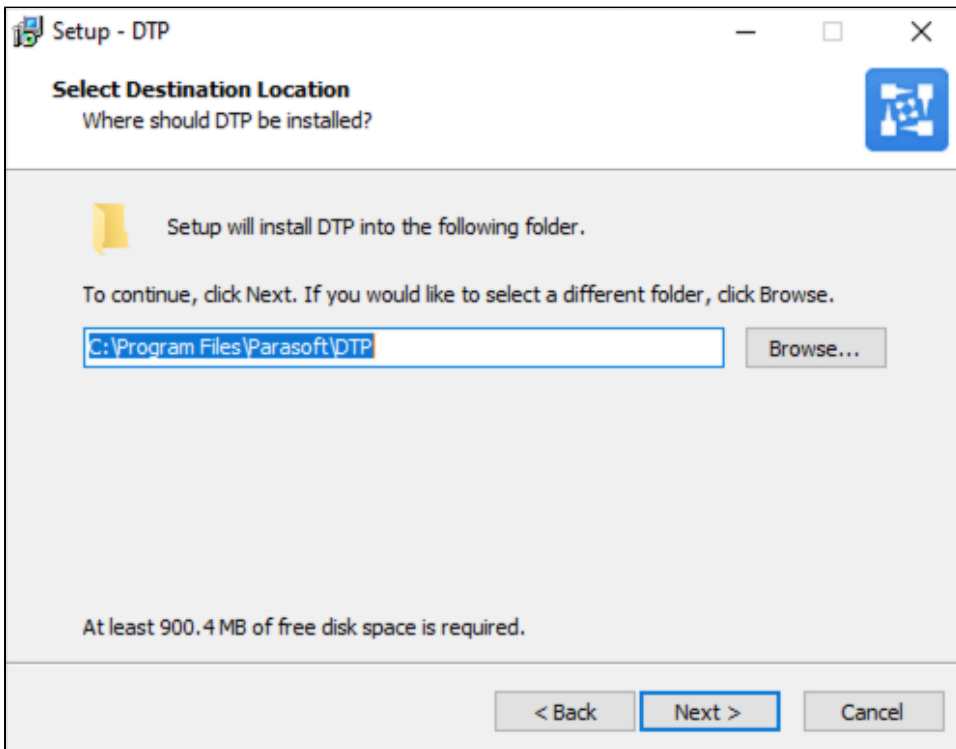 Setup - DTP
Select Destination Location
Where should DTP be installed?
Setup will install DTP into the following folder.
To continue, click Next. If you would like to select a different folder, click Browse.
C:\Program Files\Parasoft\DTP
Browse...
At least 900.4 MB of free disk space is required.
< Back
Next >
Cancel